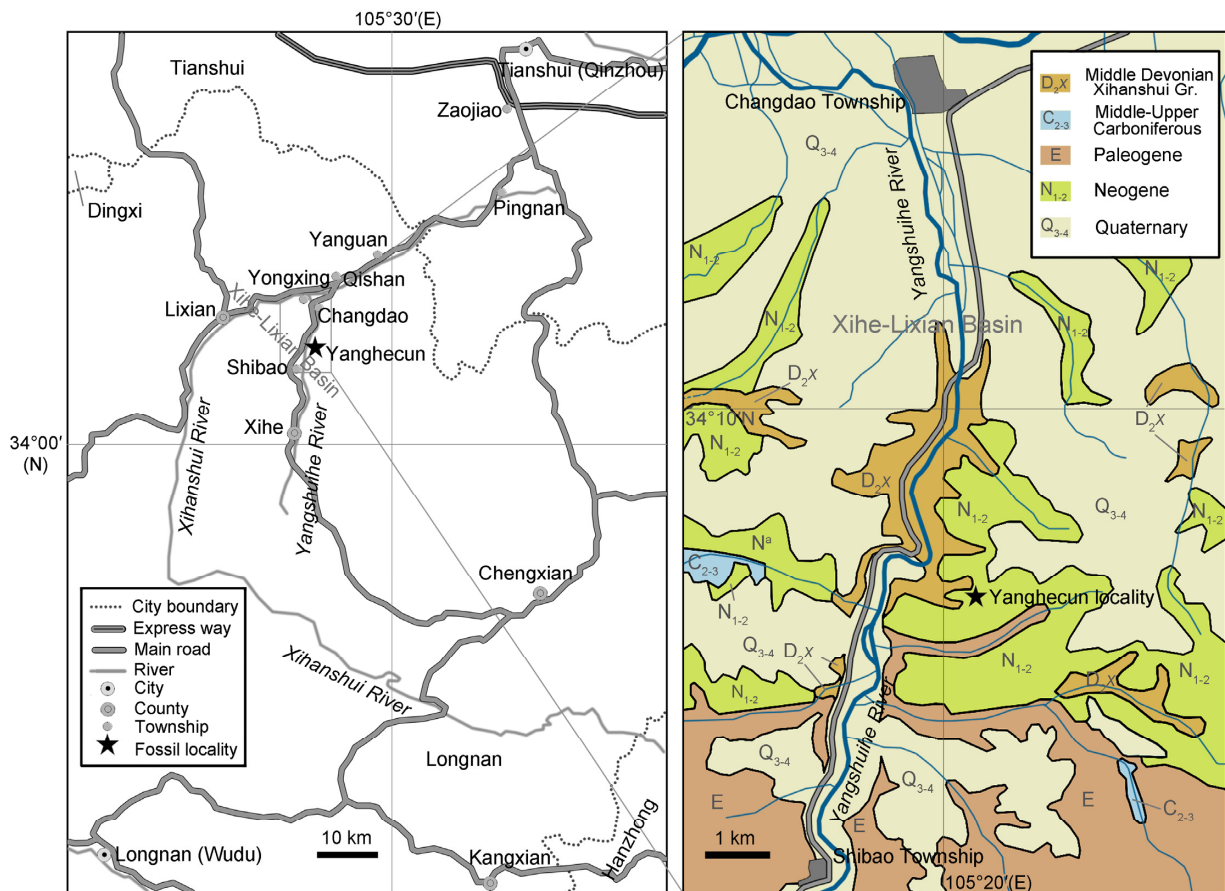 105°30′(E)
Tianshui
Tianshui (Qinzhou)
Zaojiao
Dingxi
Pingnan
Yanguan
Yongxing
Qishan
Lixian
Changdao
Xihe-Lixian Basin
Yanghecun
Shibao
Xihe
34°00′
(N)
Xihanshui River
Yangshuihe River
Chengxian
City boundary
Express way
Main road
River
City
County
Township
Fossil locality
Xihanshui River
Longnan
Hanzhong
Longnan (Wudu)
10 km
Kangxian
Changdao Township
Q3-4
Yangshuihe River
D2x Middle Devonian
Xihanshui Gr.
C2-3 Middle-Upper
Carboniferous
E Paleogene
N1-2 Neogene
Q3-4 Quaternary
N1-2
N1-2
N1-2
N1-2
Xihe-Lixian Basin
D2x
34°10′N
N1-2
D2x
D2x
N1-2
Q3-4
N1-2
Na
C2-3
N1-2
Yanghecun locality
Q3-4
D2x
N1-2
N1-2
D2x
Yangshuihe River
Q3-4
Q3-4
E
E
E
C2-3
1 km
Shibao Township
105°20′(E)